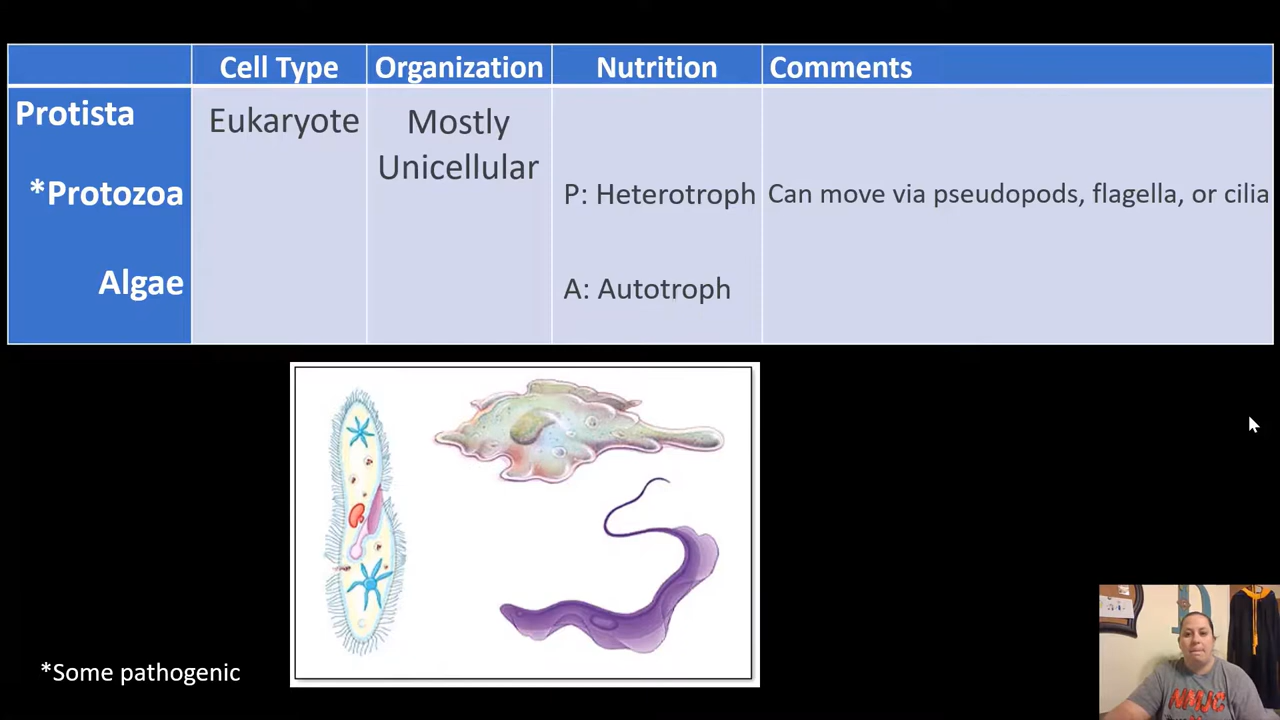 Cell Type Organization Nutrition Comments
Protista Eukaryote Mostly
Unicellular
*Protozoa P: Heterotroph Can move via pseudopods, flagella, or cilia
Algae A: Autotroph
*Some pathogenic
NMJC